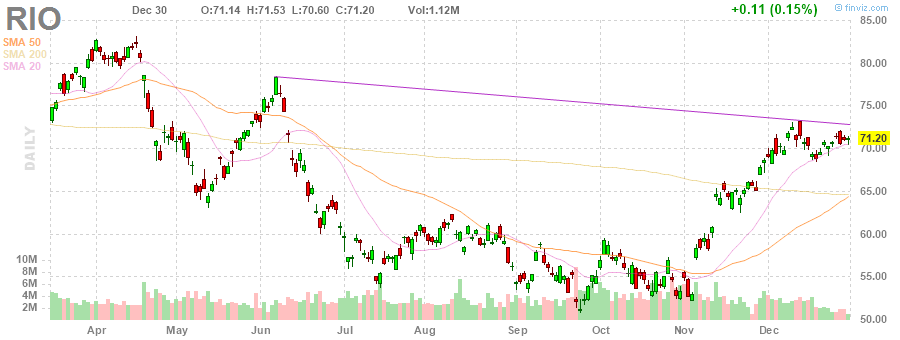 RIO
Dec 30 O:71.14 H:71.53 L:70.60 C:71.20 Vol:1.12M +0.11 (0.15%)
© finviz.com
SMA 50
SMA 200
SMA 20
DAILY
85.00
80.00
75.00
71.20
70.00
65.00
60.00
55.00
50.00
10M
8M
6M
4M
2M
Apr May Jun Jul Aug Sep Oct Nov Dec